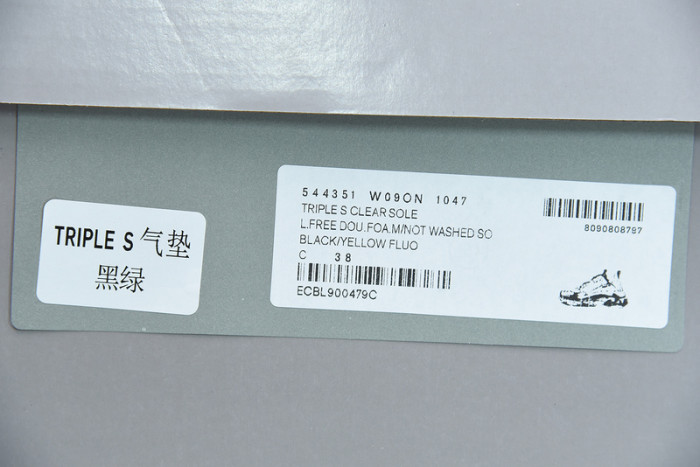 TRIPLE S 气垫
黑绿
544351 W09ON 1047
TRIPLE S CLEAR SOLE
L.FREE DOU.FOA.M/NOT WASHED SO
BLACK/YELLOW FLUO
C 38
ECBL900479C
8090808797